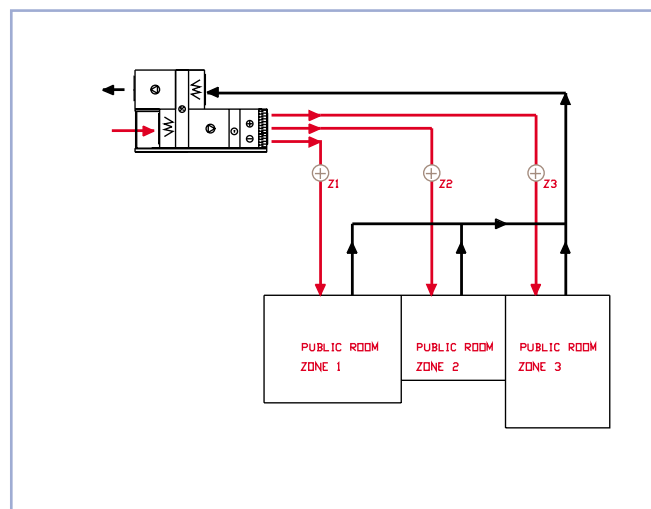 Z1
Z2
Z3
PUBLIC ROOM
ZONE 1
PUBLIC ROOM
ZONE 2
PUBLIC ROOM
ZONE 3